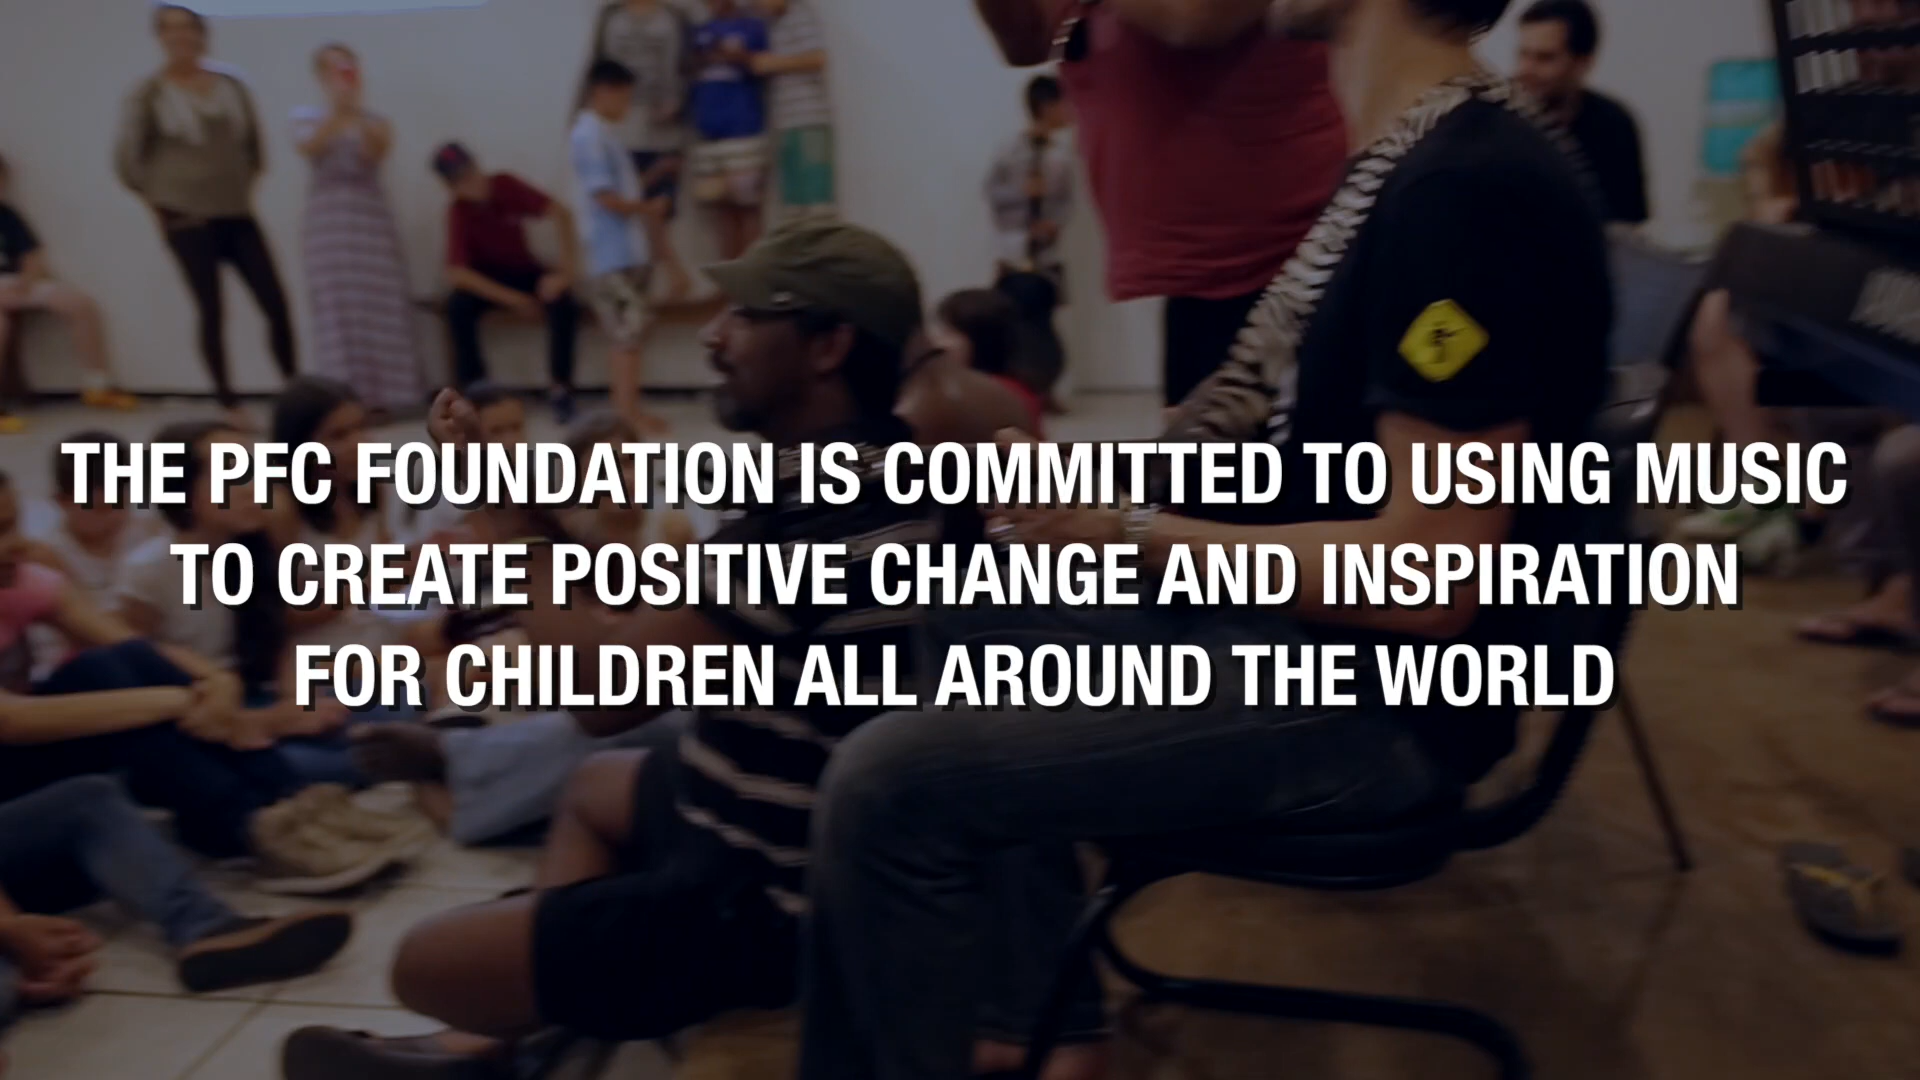 THE PFC FOUNDATION IS COMMITTED TO USING MUSIC
TO CREATE POSITIVE CHANGE AND INSPIRATION
FOR CHILDREN ALL AROUND THE WORLD